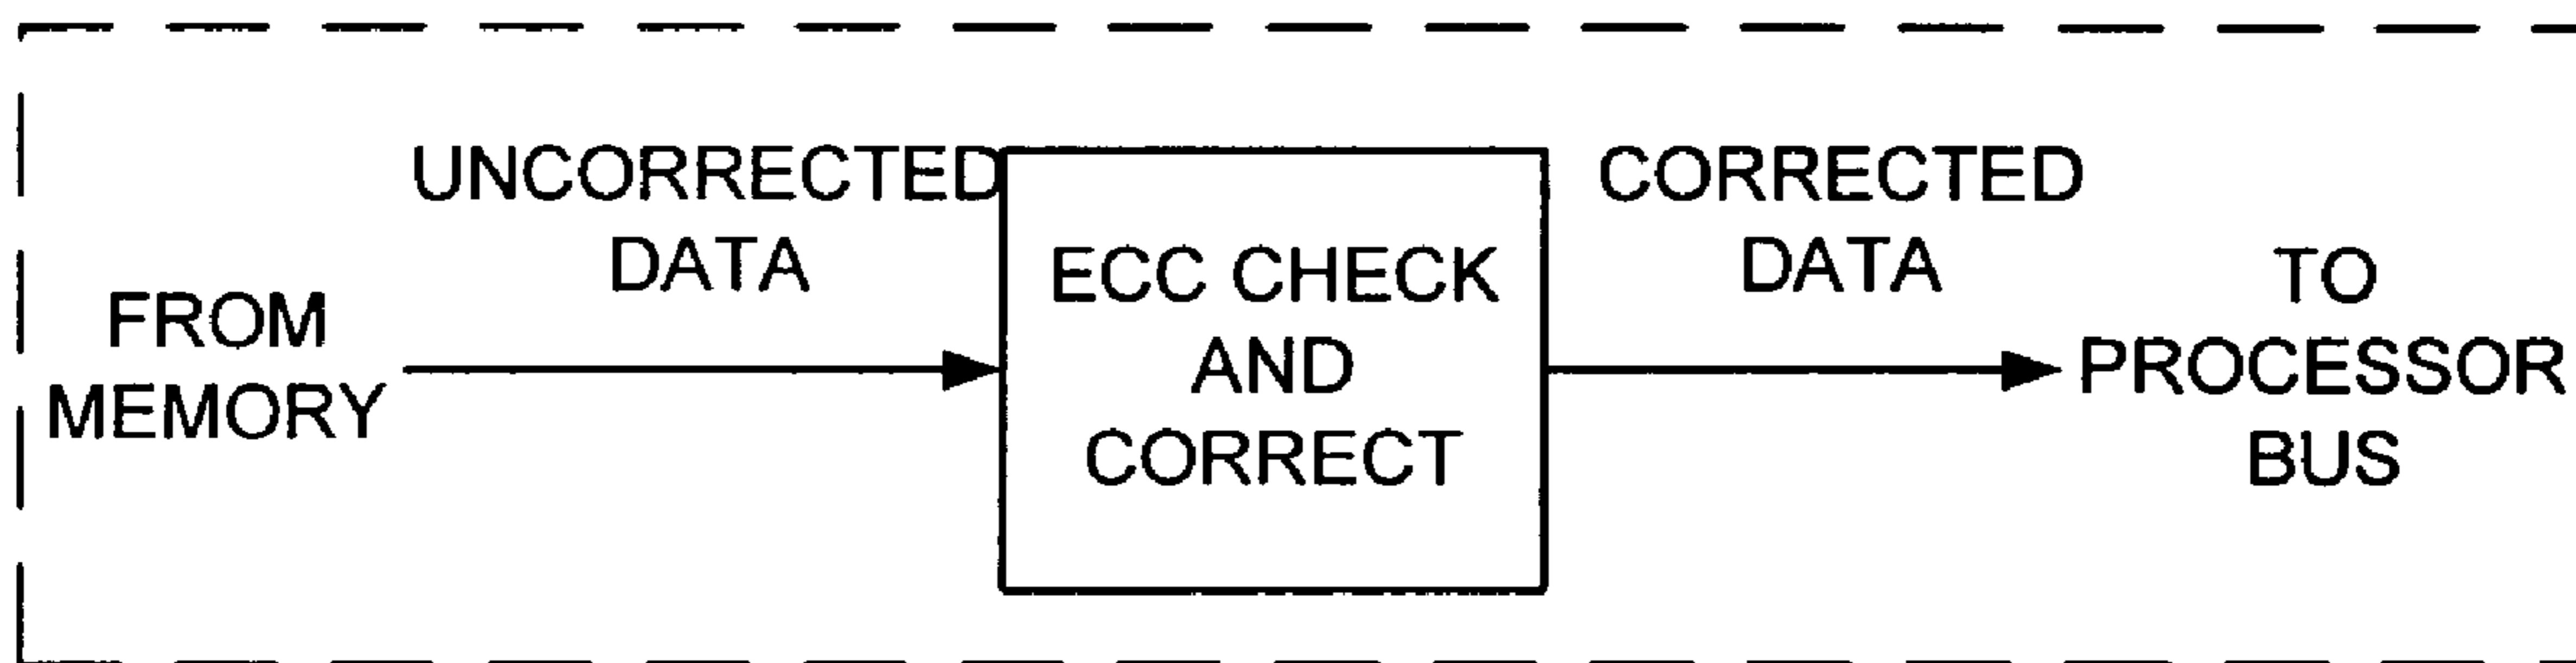 FROM
MEMORY
UNCORRECTED
DATA
ECC CHECK
AND
CORRECT
CORRECTED
DATA
TO
PROCESSOR
BUS